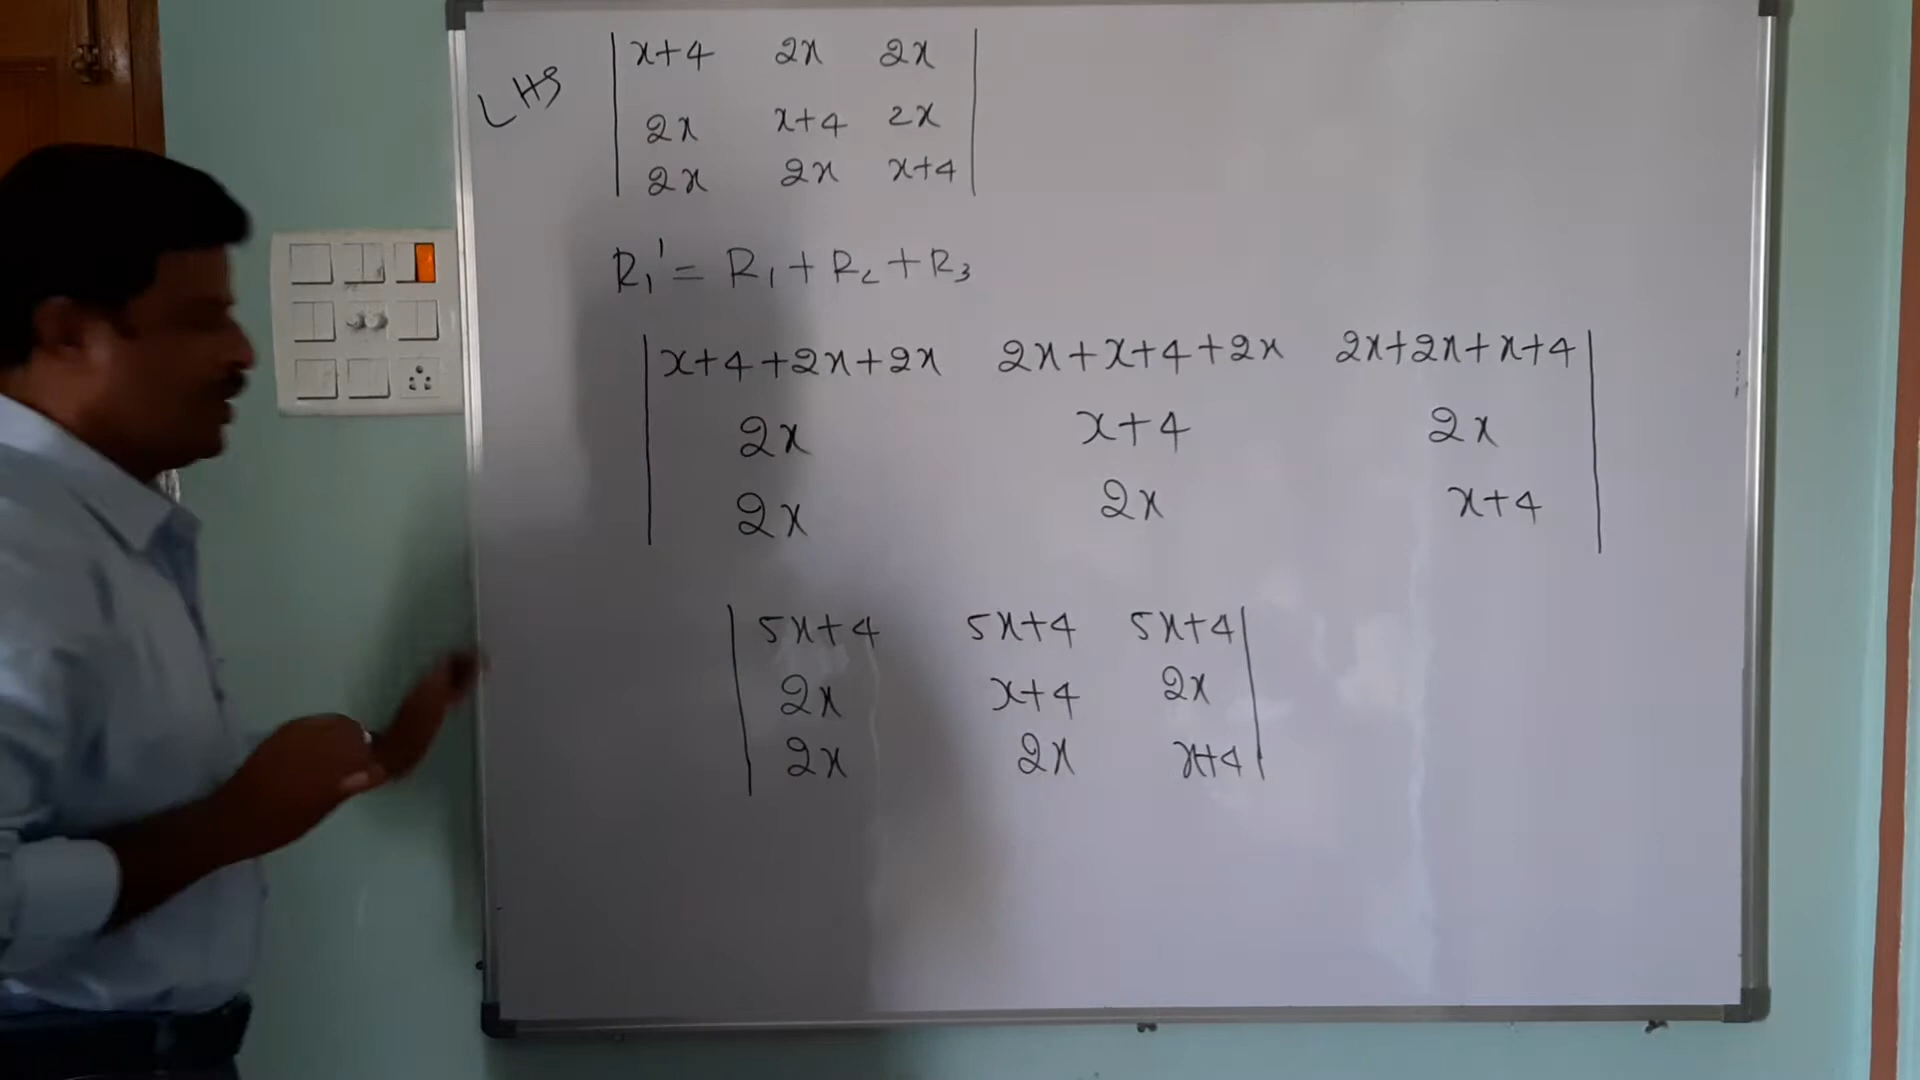 LHS
| x+4 2x 2x |
| 2x x+4 2x |
| 2x 2x x+4 |
R₁' = R₁ + R₂ + R₃
| x+4+2x+2x 2x+x+4+2x 2x+2x+x+4 |
| 2x x+4 2x |
| 2x 2x x+4 |
| 5x+4 5x+4 5x+4 |
| 2x x+4 2x |
| 2x 2x x+4 |